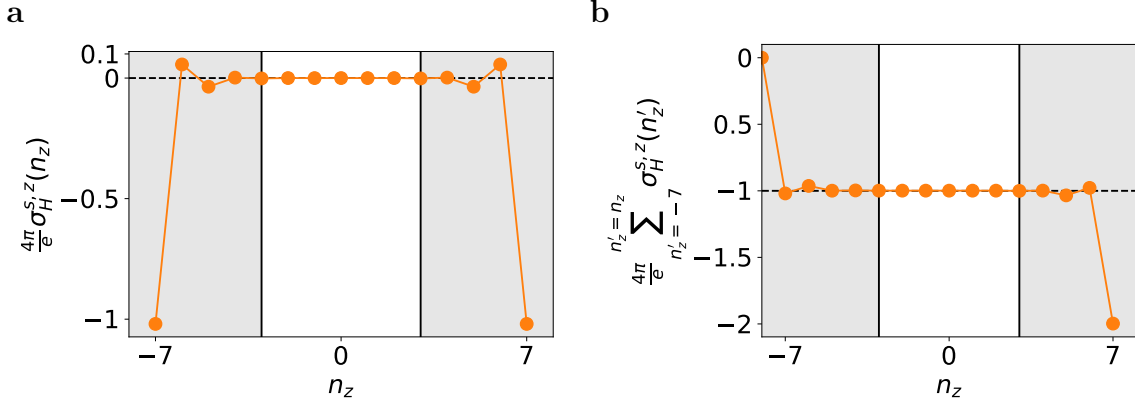 a
0.1
0
−0.5
−1
−7 0 7
n_z
4π/e σ_H^{s,z}(n_z)
b
0
0.5
−1
−1.5
−2
−7 0 7
n_z
4π/e ∑_{n'_z=−7}^{n'_z=n_z} σ_H^{s,z}(n'_z)